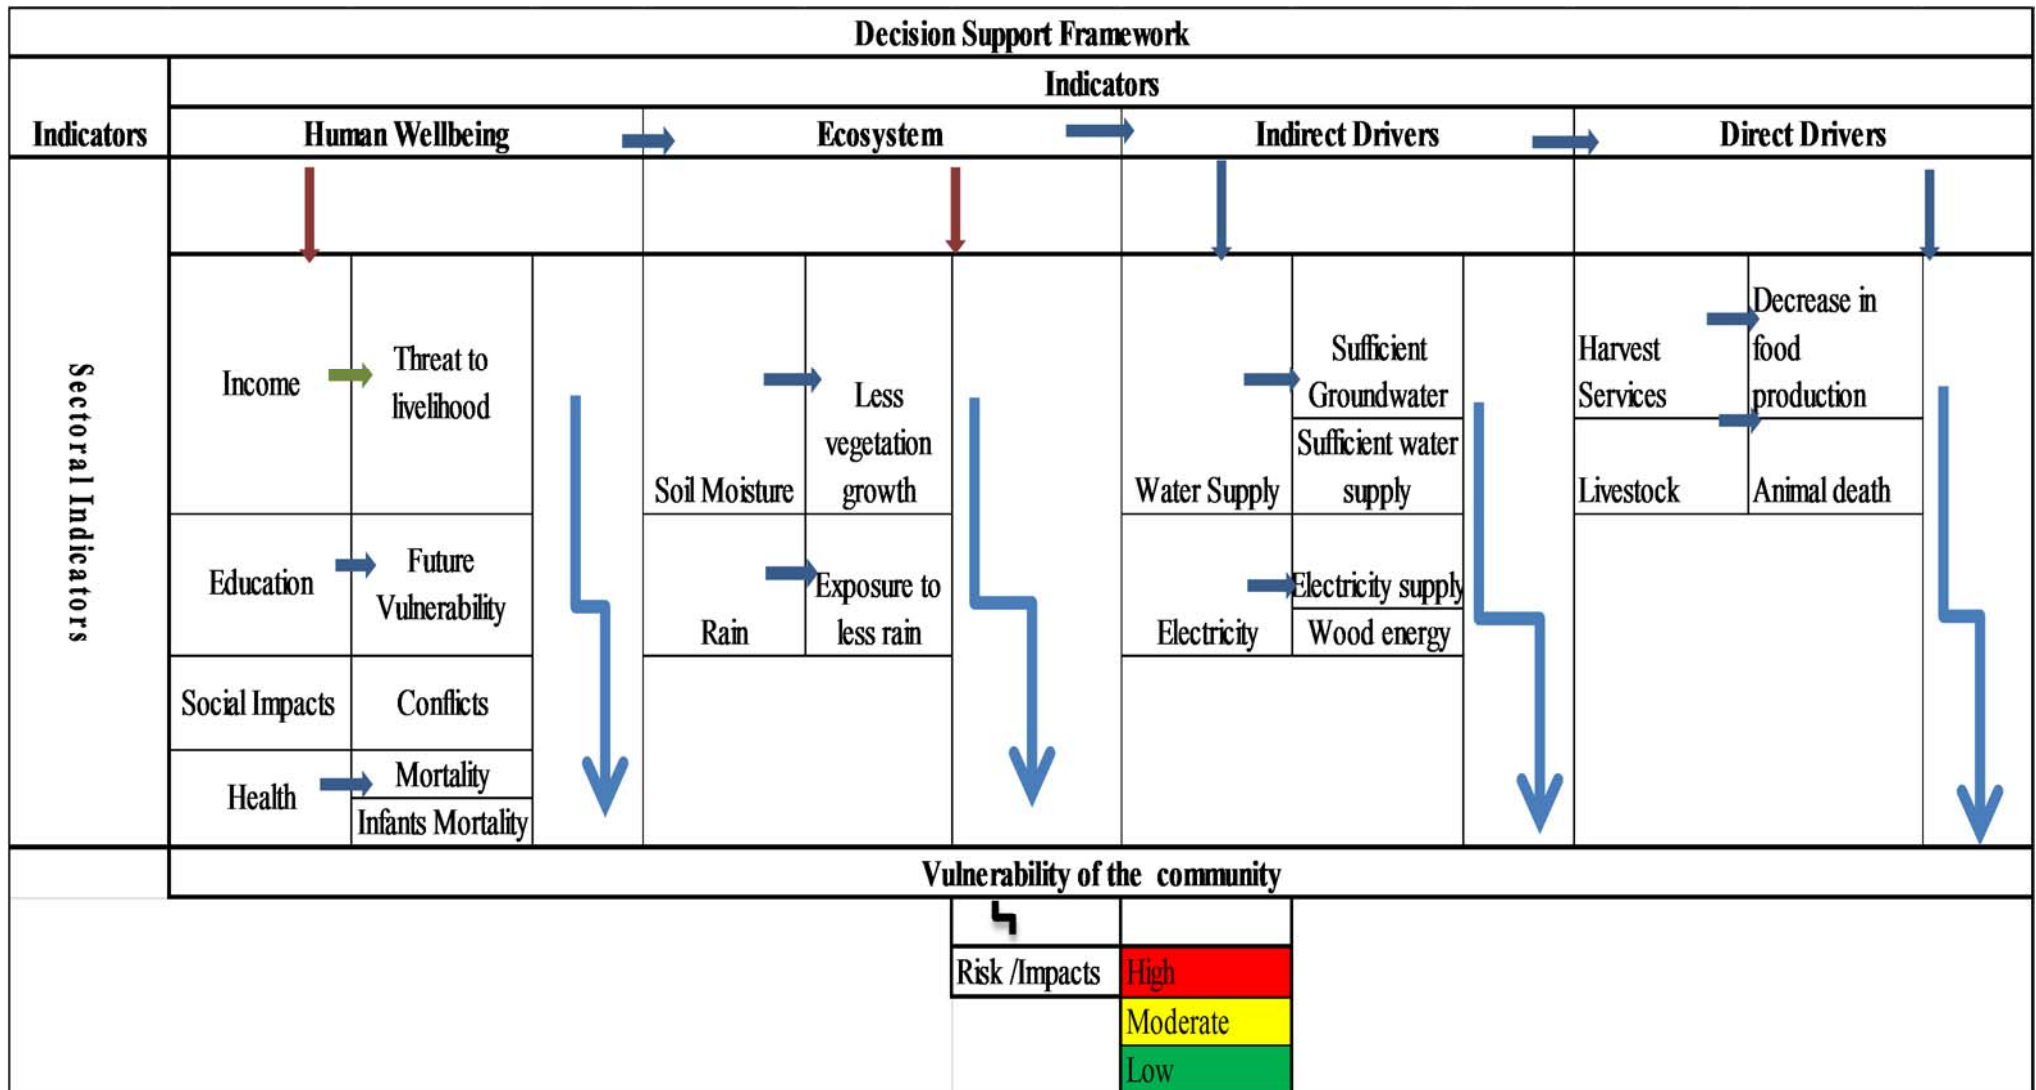 Decision Support Framework
Indicators
Indicators
Human Wellbeing
Ecosystem
Indirect Drivers
Direct Drivers
Sectoral Indicators
Income
Threat to
livelihood
Education
Future
Vulnerability
Social Impacts
Conflicts
Health
Mortality
Infants Mortality
Soil Moisture
Less
vegetation
growth
Rain
Exposure to
less rain
Water Supply
Sufficient
Groundwater
Sufficient water
supply
Electricity
Electricity supply
Wood energy
Harvest
Services
Decrease in
food
production
Livestock
Animal death
Vulnerability of the community
Risk /Impacts
High
Moderate
Low